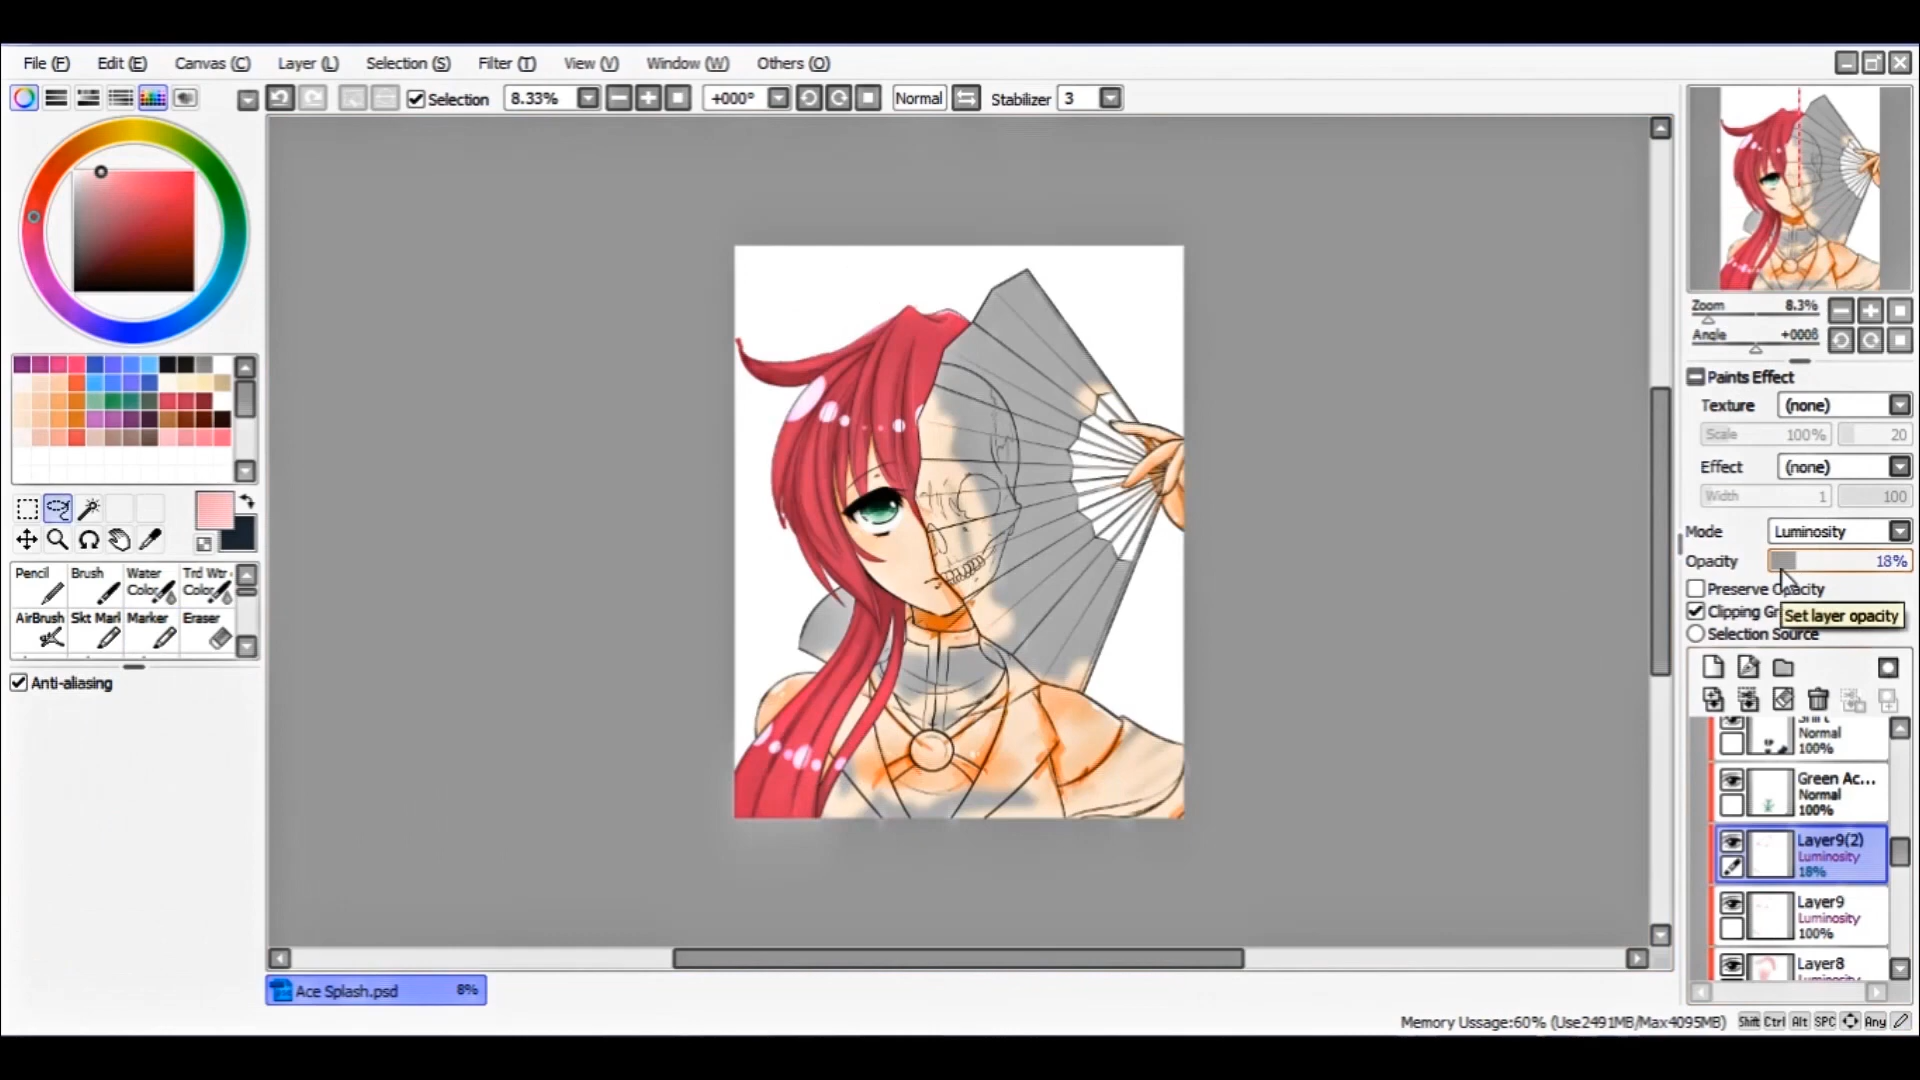 File (F) Edit (E) Canvas (C) Layer (L) Selection (S) Filter (T) View (V) Window (W) Others (O)
Selection 8.33% +000° Normal Stabilizer 3
Zoom 8.3%
Angle
Paints Effect
Texture (none)
Scale 100% 20
Effect (none)
Width 1 100
Mode Luminosity
Opacity 18%
Preserve Opacity
Clipping Gr
Set layer opacity
Selection Source
Pencil Brush Water Color Trd Wtr Color
AirBrush Skt Mark Marker Eraser
Anti-aliasing
Shirt
Normal
100%
Green Ac...
Normal
100%
Layer9(2)
Luminosity
18%
Layer9
Luminosity
100%
Layer8
Luminosity
Ace Splash.psd 8%
Memory Ussage:60% (Use2491MB/Max4095MB) Shift Ctrl Alt SPC Any